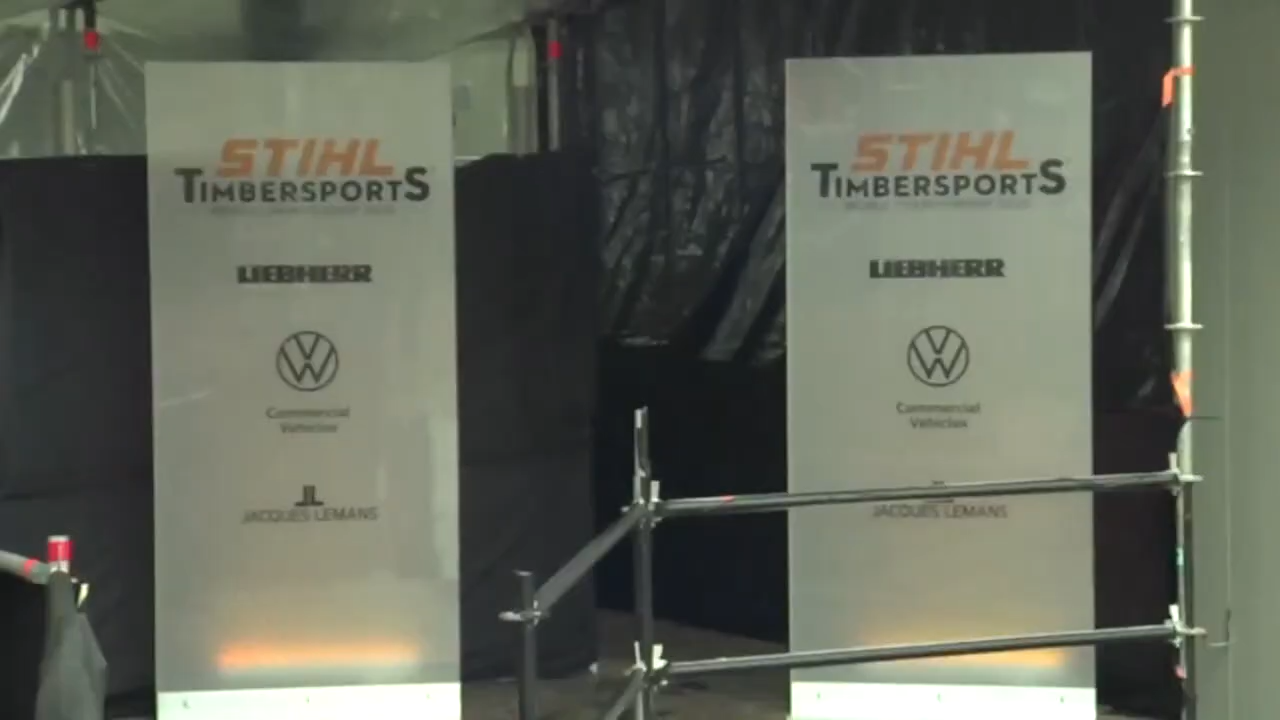 STIHL
TIMBERSPORTS
LIEBHERR
Commercial
Vehicles
JACQUES LEMANS
STIHL
TIMBERSPORTS
LIEBHERR
Commercial
Vehicles
JACQUES LEMANS